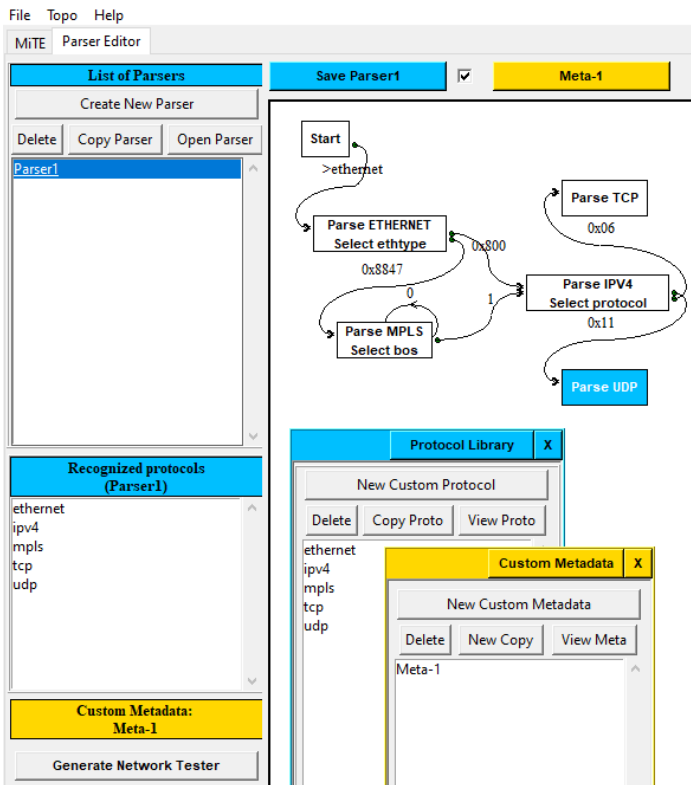 File Topo Help
MiTE Parser Editor
List of Parsers
Create New Parser
Delete Copy Parser Open Parser
Parser1
Recognized protocols
(Parser1)
ethernet
ipv4
mpls
tcp
udp
Custom Metadata:
Meta-1
Generate Network Tester
Save Parser1 Meta-1
Start
>ethernet
Parse ETHERNET
Select ethtype
0x800
0x8847
0
1
Parse MPLS
Select bos
Parse TCP
0x06
Parse IPV4
Select protocol
0x11
Parse UDP
Protocol Library X
New Custom Protocol
Delete Copy Proto View Proto
ethernet
ipv4
mpls
tcp
udp
Custom Metadata X
New Custom Metadata
Delete New Copy View Meta
Meta-1